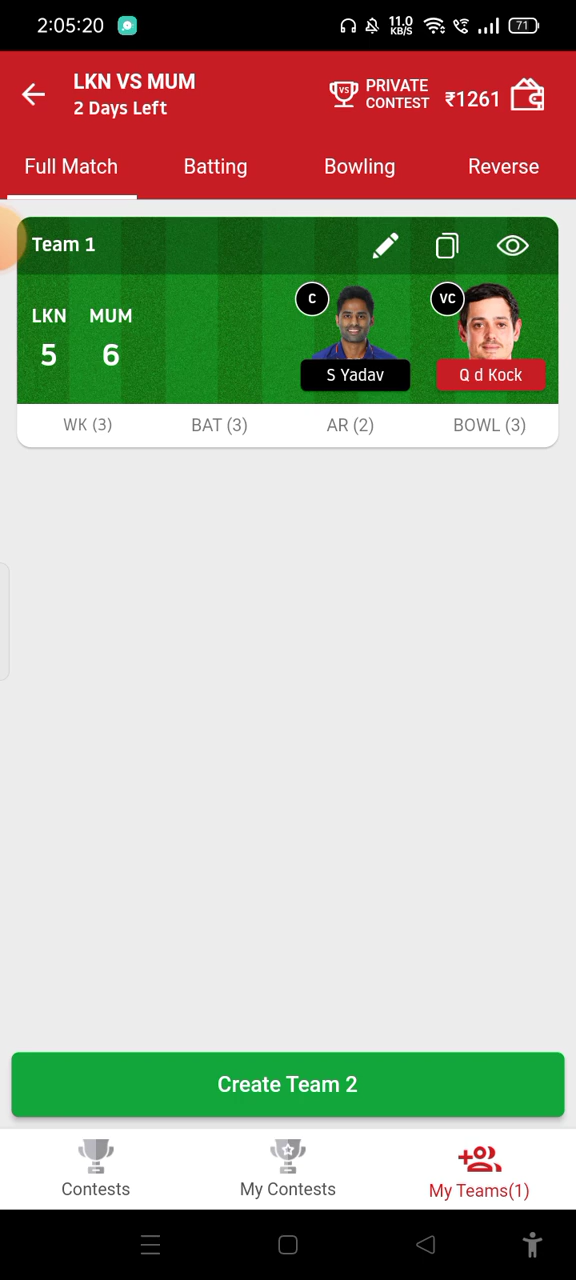 2:05:20
11.0 KB/S
71
LKN VS MUM
2 Days Left
VS
PRIVATE
CONTEST
₹1261
Full Match
Batting
Bowling
Reverse
Team 1
LKN
MUM
5
6
C
S Yadav
VC
Q d Kock
WK (3)
BAT (3)
AR (2)
BOWL (3)
Create Team 2
Contests
My Contests
My Teams(1)